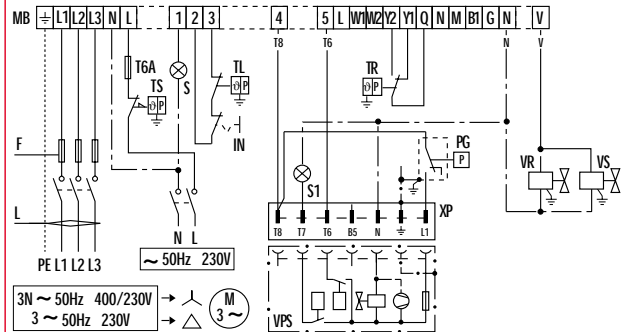 MB ⏚ L1 L2 L3 N L 1 2 3 4 5 L W1 W2 Y2 Y1 Q N M B1 G N V
T8 T6 N V
T6A TL TR
TS ϑ P ϑ P ϑ P
S
F IN PG
P
VR VS
S1
L XP
T8 T7 T6 B5 N ⏚ L1
N L
PE L1 L2 L3 ~ 50Hz 230V
3N ~ 50Hz 400/230V → M
3 ~ 50Hz 230V → △ 3 ~
VPS